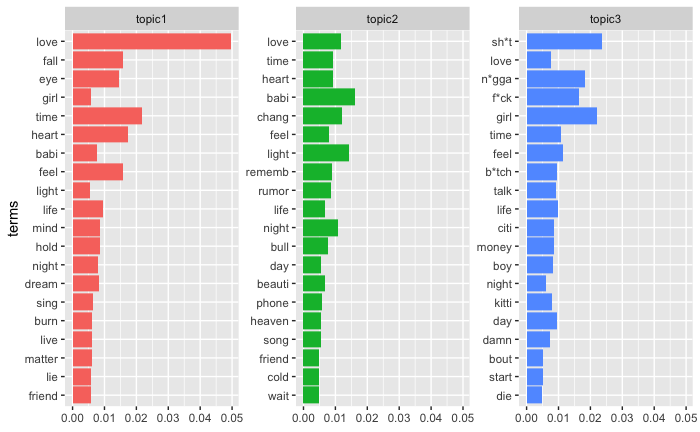 topic1
topic2
topic3
terms
love
fall
eye
girl
time
heart
babi
feel
light
life
mind
hold
night
dream
sing
burn
live
matter
lie
friend
0.00 0.01 0.02 0.03 0.04 0.05
love
time
heart
babi
chang
feel
light
rememb
rumor
life
night
bull
day
beauti
phone
heaven
song
friend
cold
wait
0.00 0.01 0.02 0.03 0.04 0.05
sh*t
love
n*gga
f*ck
girl
time
feel
b*tch
talk
life
citi
money
boy
night
kitti
day
damn
bout
start
die
0.00 0.01 0.02 0.03 0.04 0.05